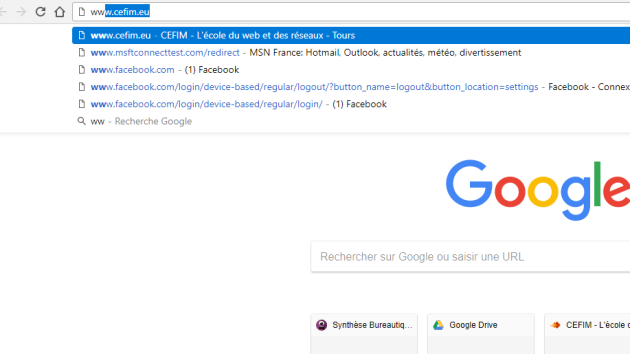 www.cefim.eu
www.cefim.eu - CEFIM - L'école du web et des réseaux - Tours
www.msftconnecttest.com/redirect - MSN France: Hotmail, Outlook, actualités, météo, divertissement
www.facebook.com - (1) Facebook
www.facebook.com/login/device-based/regular/logout/?button_name=logout&button_location=settings - Facebook - Connex
www.facebook.com/login/device-based/regular/login/ - (1) Facebook
ww - Recherche Google
Google
Rechercher sur Google ou saisir une URL
Synthèse Bureautiq... Google Drive CEFIM - L'école d